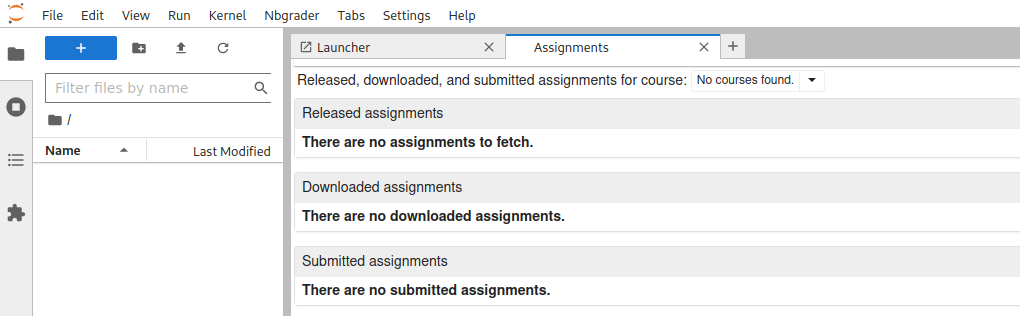 File Edit View Run Kernel Nbgrader Tabs Settings Help
Launcher Assignments
Filter files by name
/
Name Last Modified
Released, downloaded, and submitted assignments for course: No courses found.
Released assignments
There are no assignments to fetch.
Downloaded assignments
There are no downloaded assignments.
Submitted assignments
There are no submitted assignments.